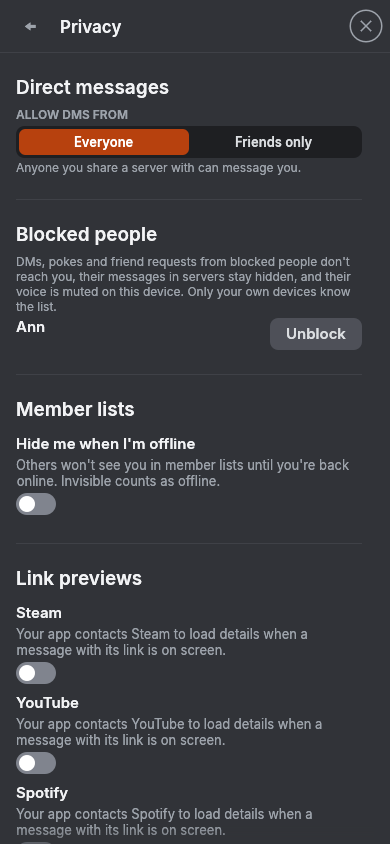 Privacy
Direct messages
ALLOW DMS FROM
Everyone
Friends only
Anyone you share a server with can message you.
Blocked people
DMs, pokes and friend requests from blocked people don't
reach you, their messages in servers stay hidden, and their
voice is muted on this device. Only your own devices know
the list.
Ann
Unblock
Member lists
Hide me when I'm offline
Others won't see you in member lists until you're back
online. Invisible counts as offline.
Link previews
Steam
Your app contacts Steam to load details when a
message with its link is on screen.
YouTube
Your app contacts YouTube to load details when a
message with its link is on screen.
Spotify
Your app contacts Spotify to load details when a
message with its link is on screen.